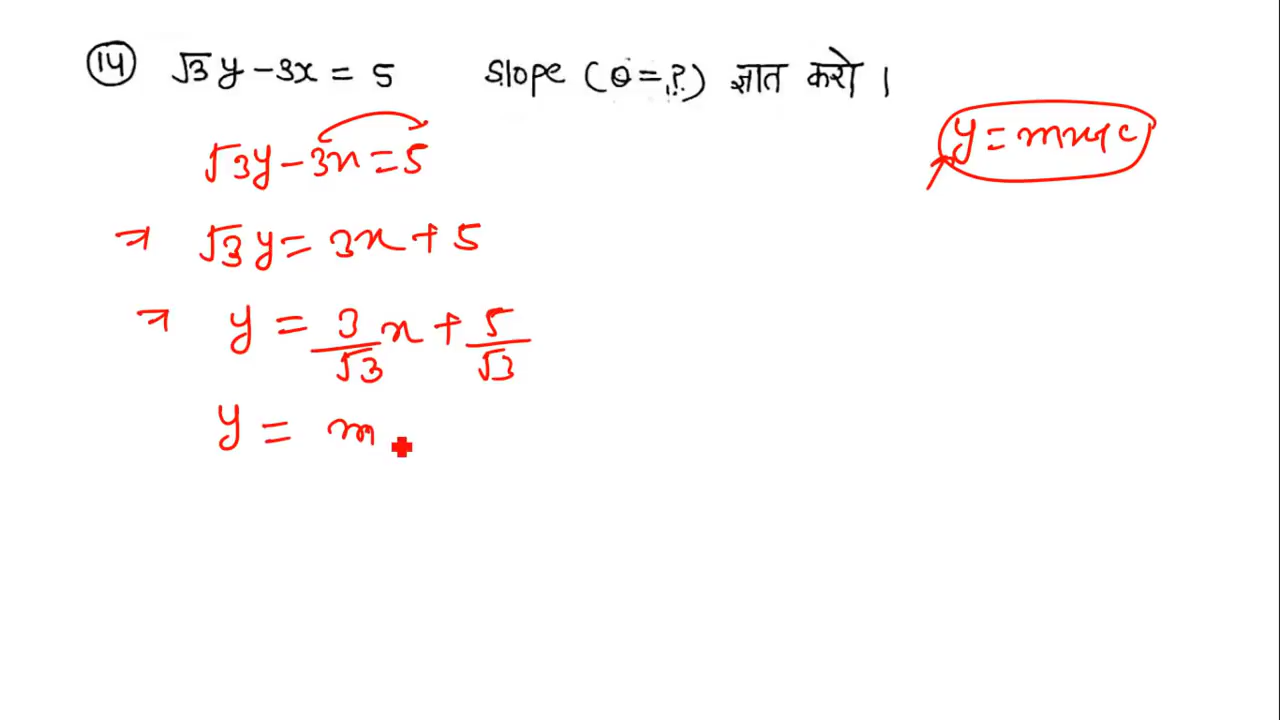 14 √3y - 3x = 5 Slope (θ = ?) ज्ञात करो ।
y = mx + c
√3y - 3x = 5
⇒ √3y = 3x + 5
⇒ y = 3/√3 x + 5/√3
y = m